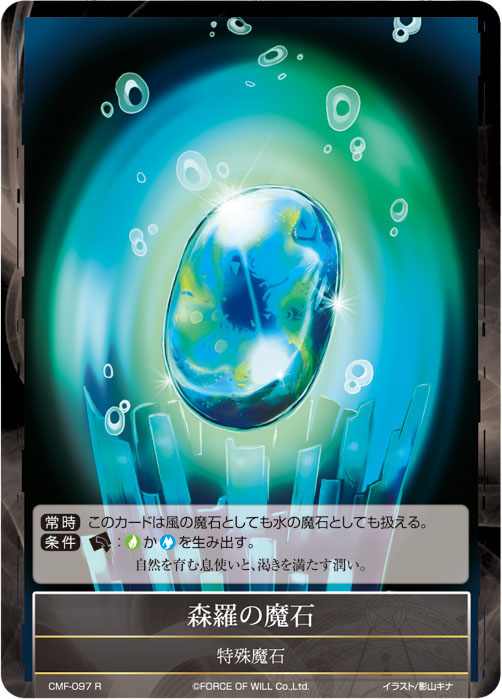 常時 このカードは風の魔石としても水の魔石としても扱える。
条件 : か を生み出す。
自然を育む息使いと、渇きを満たす潤い。
森羅の魔石
特殊魔石
CMF-097 R ©FORCE OF WILL Co.,Ltd. イラスト/影山キナ